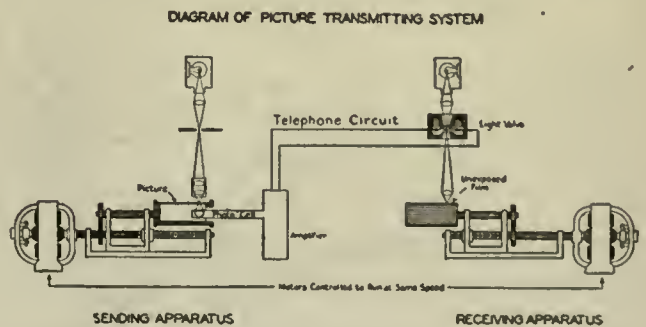 DIAGRAM OF PICTURE TRANSMITTING SYSTEM
Telephone Circuit
Light Valve
Picture
Unexposed
Film
Photo Cell
Amplifier
Motors Controlled to Run at Same Speed
SENDING APPARATUS
RECEIVING APPARATUS